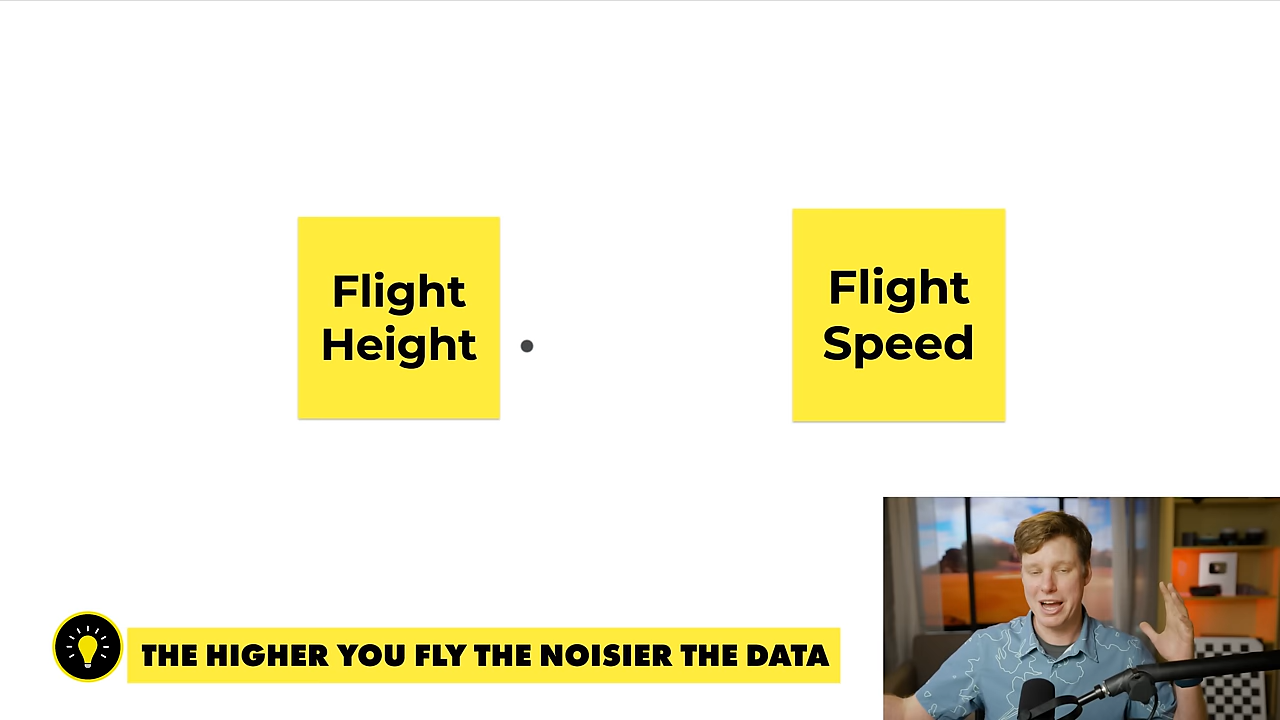 Flight
Height
Flight
Speed
THE HIGHER YOU FLY THE NOISIER THE DATA